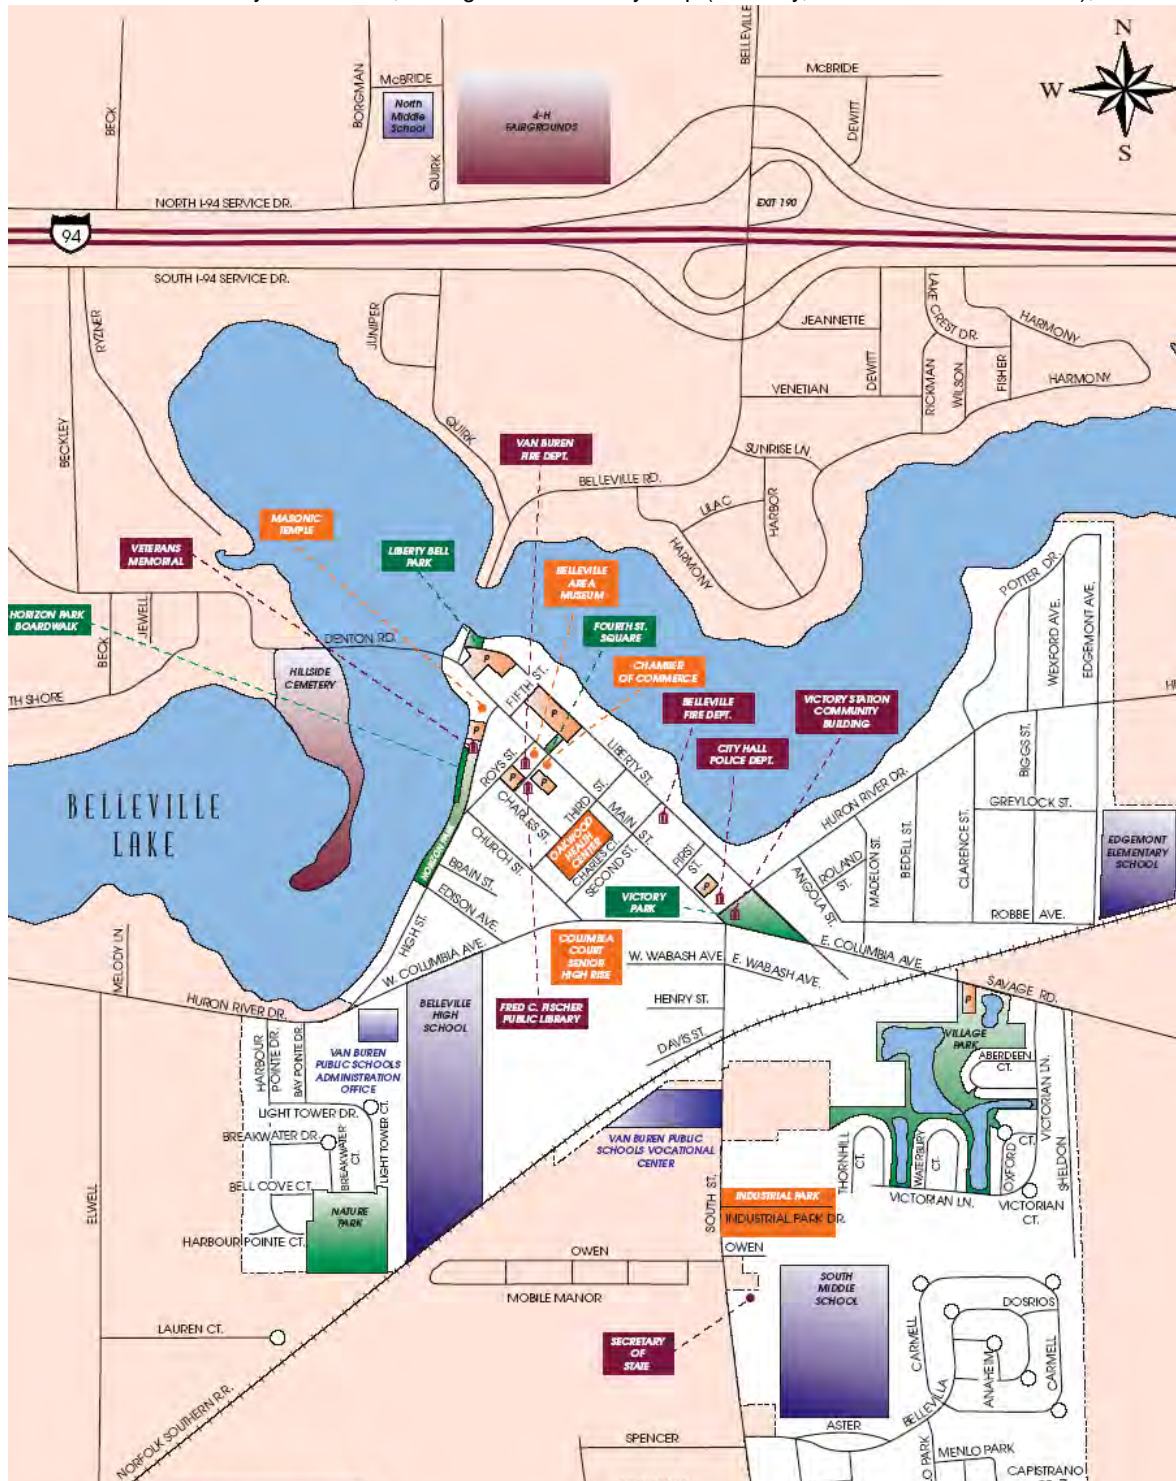 BELLEVILLE
N
W
S
McBRIDE
McBRIDE
BECK
BORGMAN
North
Middle
School
QUIRK
4-H
FAIRGROUNDS
DEWITT
EXIT 190
NORTH I-94 SERVICE DR.
94
SOUTH I-94 SERVICE DR.
RYZNER
JUNIPER
JEANNETTE
LAKE CREST DR.
HARMONY
HARMONY
DEWITT
RICKMAN
WILSON
FISHER
VENETIAN
BECKLEY
QUIRK
VAN BUREN
FIRE DEPT.
SUNRISE LN.
BELLEVILLE RD.
LILAC
HARBOR
HARMONY
MASONIC
TEMPLE
VETERANS
MEMORIAL
LIBERTY BELL
PARK
BELLEVILLE
AREA
MUSEUM
POTTER DR.
WEXFORD AVE.
EDGEMONT AVE.
HORIZON PARK
BOARDWALK
JEWELL
BECK
DENTON RD.
FOURTH ST.
SQUARE
CHAMBER
OF COMMERCE
HILLSIDE
CEMETERY
TH SHORE
P
FIFTH ST.
P
BELLEVILLE
FIRE DEPT.
VICTORY STATION
COMMUNITY
BUILDING
CITY HALL
POLICE DEPT.
P
ROYS ST.
LIBERTY ST.
P
P
BIGGS ST.
BELLEVILLE
LAKE
CHARLES ST.
THIRD ST.
MAIN ST.
HURON RIVER DR.
GREYLOCK ST.
CHURCH ST.
OAKWOOD
HEALTH
CENTER
CHARLES CT.
SECOND ST.
FIRST ST.
EDGEMONT
ELEMENTARY
SCHOOL
HORIZON PK
BRAIN ST.
EDISON AVE.
P
ANGOLA ST.
ROLAND ST.
MADELON ST.
BEDELL ST.
CLARENCE ST.
VICTORY
PARK
ROBBE AVE.
HIGH ST.
W. COLUMBIA AVE.
COLUMBIA
COURT
SENIOR
HIGH RISE
W. WABASH AVE.
E. WABASH AVE.
E. COLUMBIA AVE.
MELODY LN.
HURON RIVER DR.
BELLEVILLE
HIGH
SCHOOL
FRED C. FISCHER
PUBLIC LIBRARY
HENRY ST.
DAVIS ST.
P
SAVAGE RD.
HARBOUR
POINTE DR.
BAY POINTE DR.
VAN BUREN
PUBLIC SCHOOLS
ADMINISTRATION
OFFICE
VILLAGE
PARK
ABERDEEN
CT.
VICTORIAN LN.
LIGHT TOWER DR.
LIGHT TOWER CT.
BREAKWATER DR.
BREAKWATER
CT.
VAN BUREN PUBLIC
SCHOOLS VOCATIONAL
CENTER
THORNHILL
CT.
WATERBURY
CT.
OXFORD
CT.
SHELDON
BELL COVE CT.
NATURE
PARK
HARBOUR POINTE CT.
ELWELL
SOUTH ST.
INDUSTRIAL PARK
INDUSTRIAL PARK DR.
VICTORIAN LN.
VICTORIAN
CT.
OWEN
OWEN
MOBILE MANOR
SOUTH
MIDDLE
SCHOOL
LAUREN CT.
SECRETARY
OF
STATE
CARMELL
DOSRIOS
ANAHEIM
CARMELL
BELLEVILLA
ASTER
NORFOLK SOUTHERN R.R.
SPENCER
LO PARK
MENLO PARK
CAPISTRANO